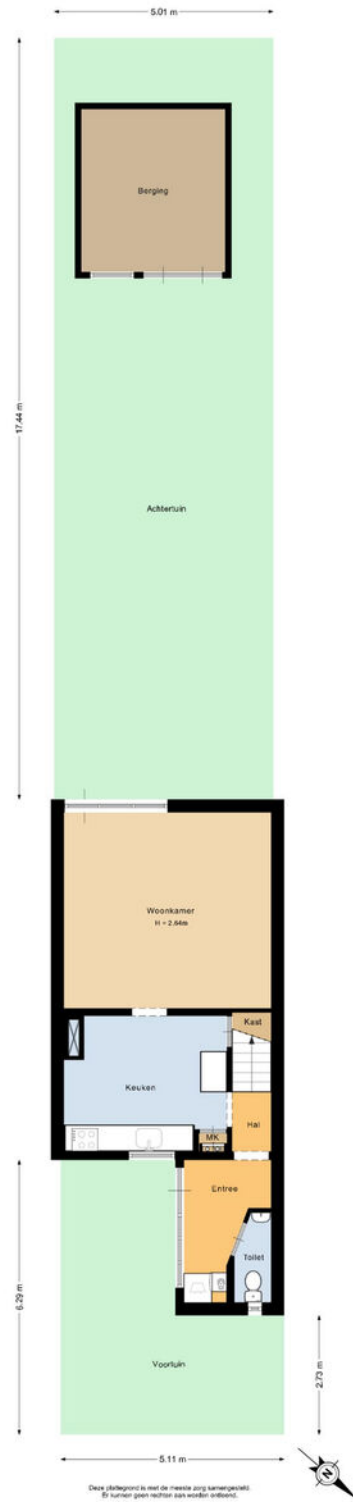 5.01 m
Berging
17.44 m
Achtertuin
Woonkamer
H = 2.64m
Kast
Keuken
Hal
MK
Entree
Toilet
6.29 m
2.73 m
Voortuin
5.11 m
N
Deze plattegrond is met de meeste zorg samengesteld.
Er kunnen geen rechten aan worden ontleend.